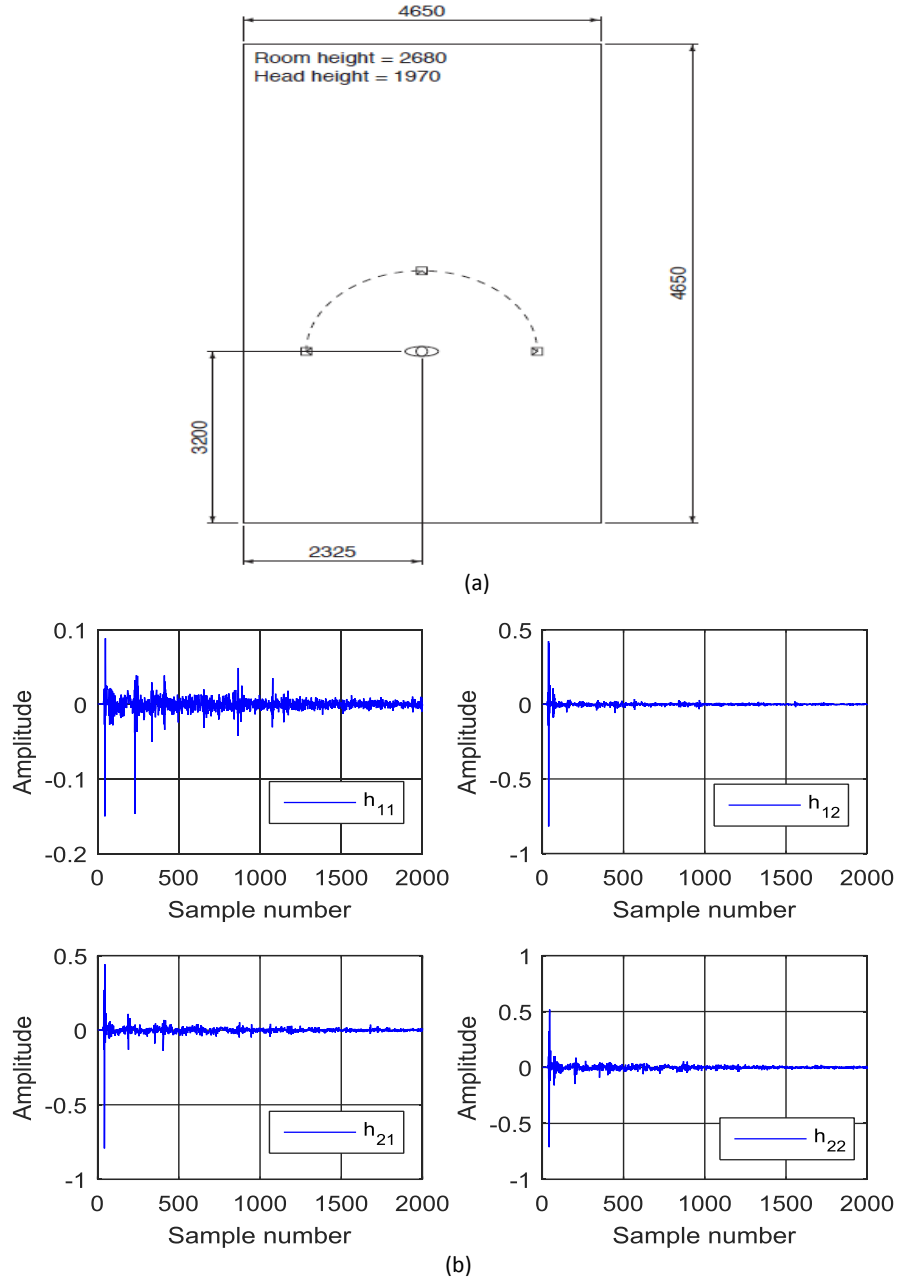 4650
Room height = 2680
Head height = 1970
4650
3200
2325
(a)
0.1
0
-0.1
-0.2
Amplitude
h11
0 500 1000 1500 2000
Sample number
0.5
0
-0.5
-1
Amplitude
h12
0 500 1000 1500 2000
Sample number
0.5
0
-0.5
-1
Amplitude
h21
0 500 1000 1500 2000
Sample number
1
0.5
0
-0.5
-1
Amplitude
h22
0 500 1000 1500 2000
Sample number
(b)